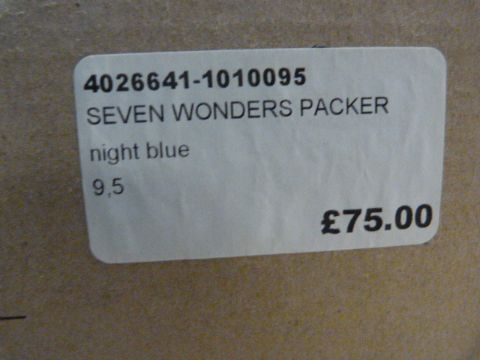 4026641-1010095
SEVEN WONDERS PACKER
night blue
9,5
£75.00